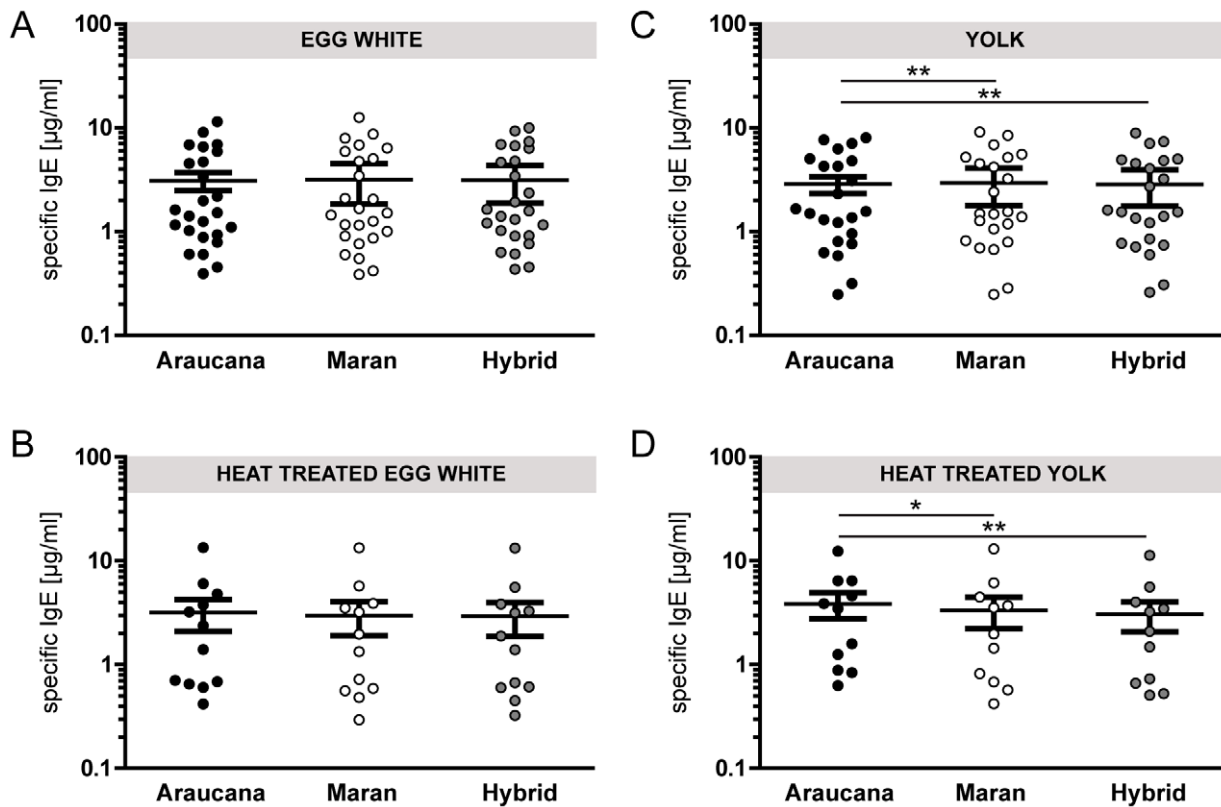 A
EGG WHITE
specific IgE [µg/ml]
100
10
1
0.1
Araucana Maran Hybrid
C
YOLK
**
**
specific IgE [µg/ml]
100
10
1
0.1
Araucana Maran Hybrid
B
HEAT TREATED EGG WHITE
specific IgE [µg/ml]
100
10
1
0.1
Araucana Maran Hybrid
D
HEAT TREATED YOLK
*
**
specific IgE [µg/ml]
100
10
1
0.1
Araucana Maran Hybrid